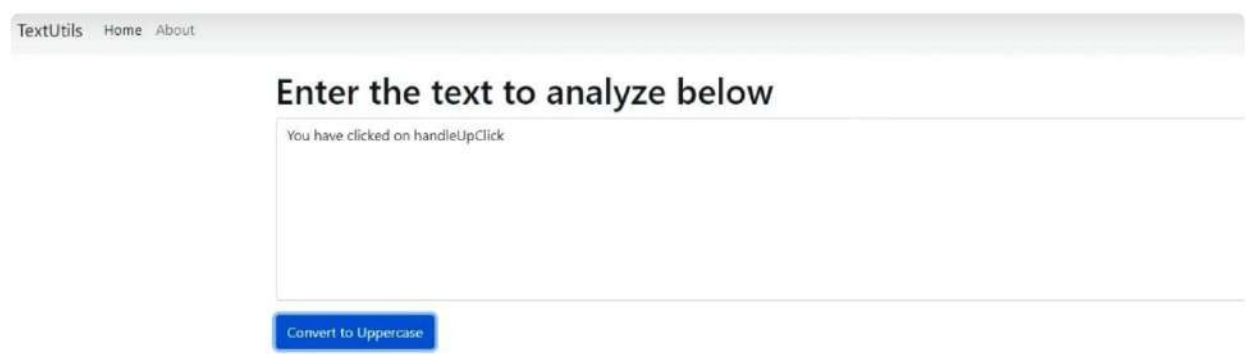 TextUtils Home About
Enter the text to analyze below
You have clicked on handleUpClick
Convert to Uppercase